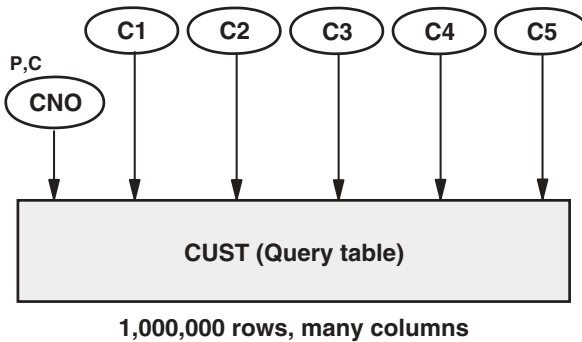 C1 C2 C3 C4 C5
P,C
CNO
CUST (Query table)
1,000,000 rows, many columns